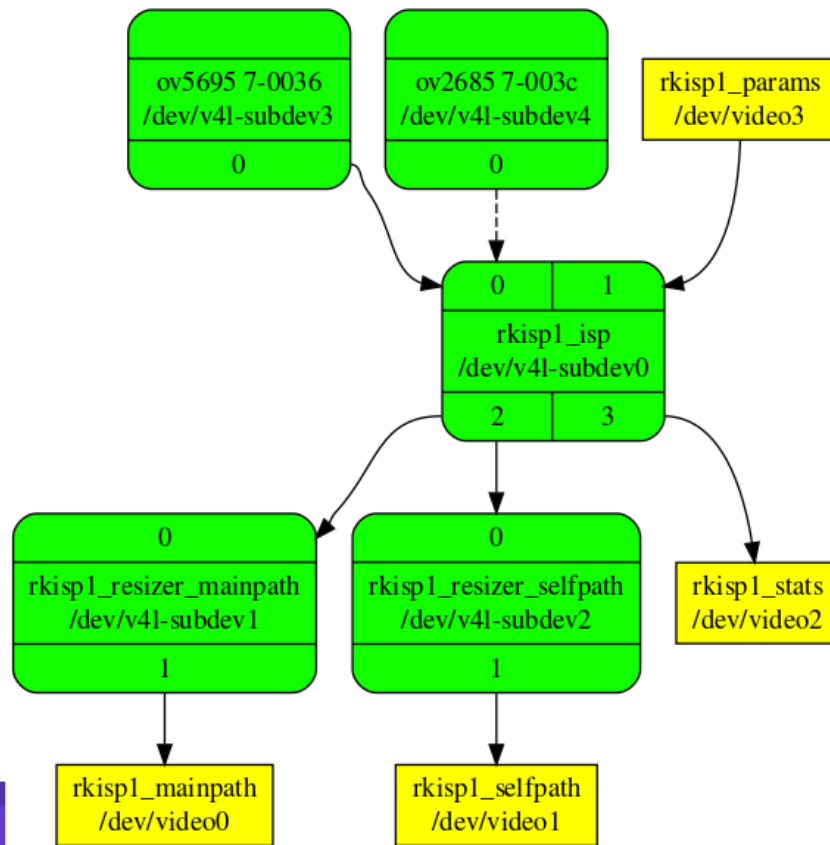 ov5695 7-0036
/dev/v4l-subdev3
0
ov2685 7-003c
/dev/v4l-subdev4
0
rkisp1_params
/dev/video3
0
1
rkisp1_isp
/dev/v4l-subdev0
2
3
0
rkisp1_resizer_mainpath
/dev/v4l-subdev1
1
0
rkisp1_resizer_selfpath
/dev/v4l-subdev2
1
rkisp1_stats
/dev/video2
rkisp1_mainpath
/dev/video0
rkisp1_selfpath
/dev/video1